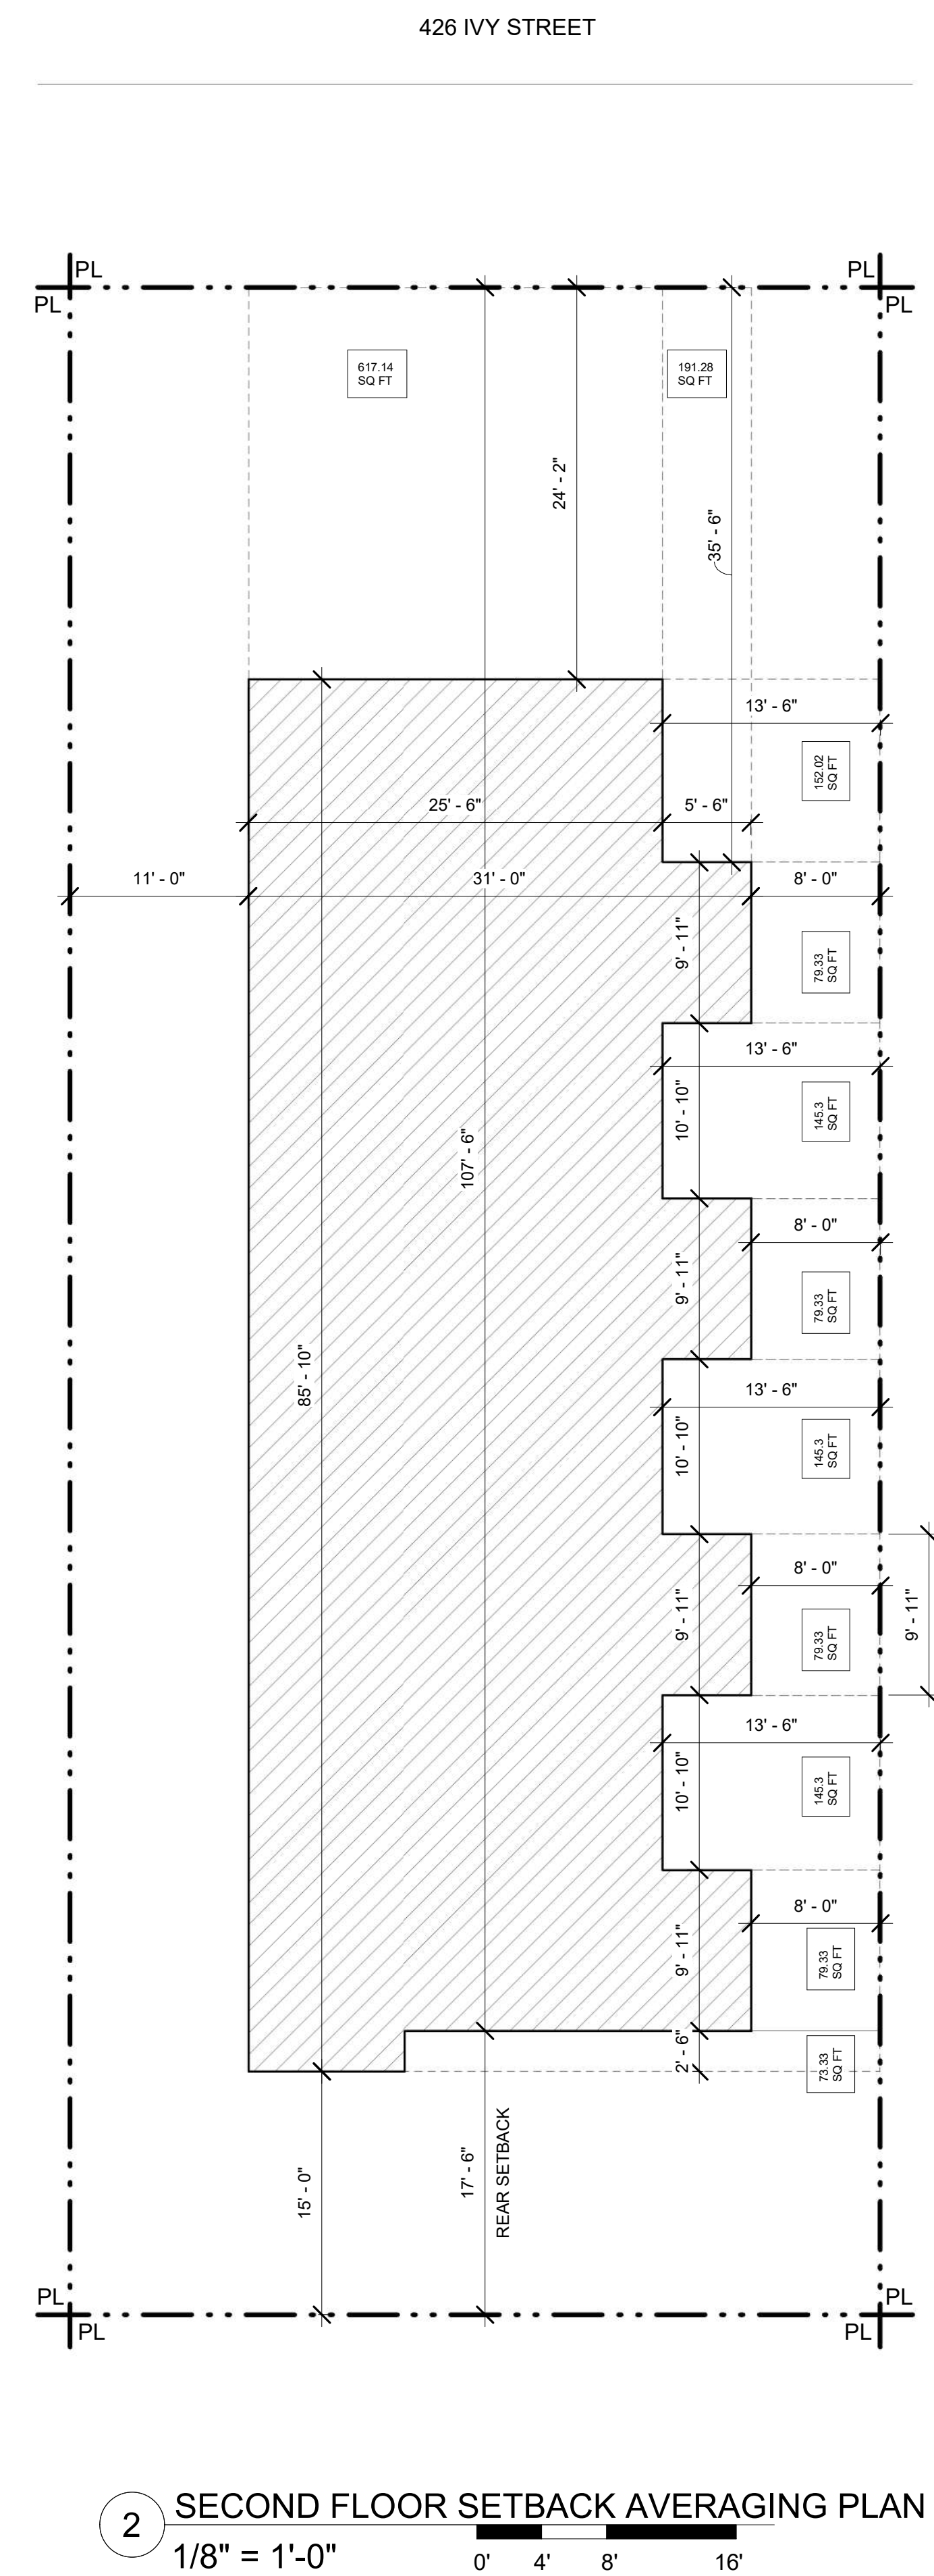 426 IVY STREET
PL
PL
PL
PL
617.14
SQ FT
191.28
SQ FT
24' - 2"
35' - 6"
13' - 6"
152.02
SQ FT
25' - 6"
5' - 6"
11' - 0"
31' - 0"
8' - 0"
9' - 11"
79.33
SQ FT
13' - 6"
10' - 10"
145.3
SQ FT
107' - 6"
8' - 0"
9' - 11"
79.33
SQ FT
85' - 10"
13' - 6"
10' - 10"
145.3
SQ FT
8' - 0"
9' - 11"
79.33
SQ FT
9' - 11"
13' - 6"
10' - 10"
145.3
SQ FT
8' - 0"
9' - 11"
79.33
SQ FT
2' - 6"
73.33
SQ FT
15' - 0"
17' - 6"
REAR SETBACK
PL
PL
PL
PL
2
SECOND FLOOR SETBACK AVERAGING PLAN
1/8" = 1'-0"
0' 4' 8' 16'